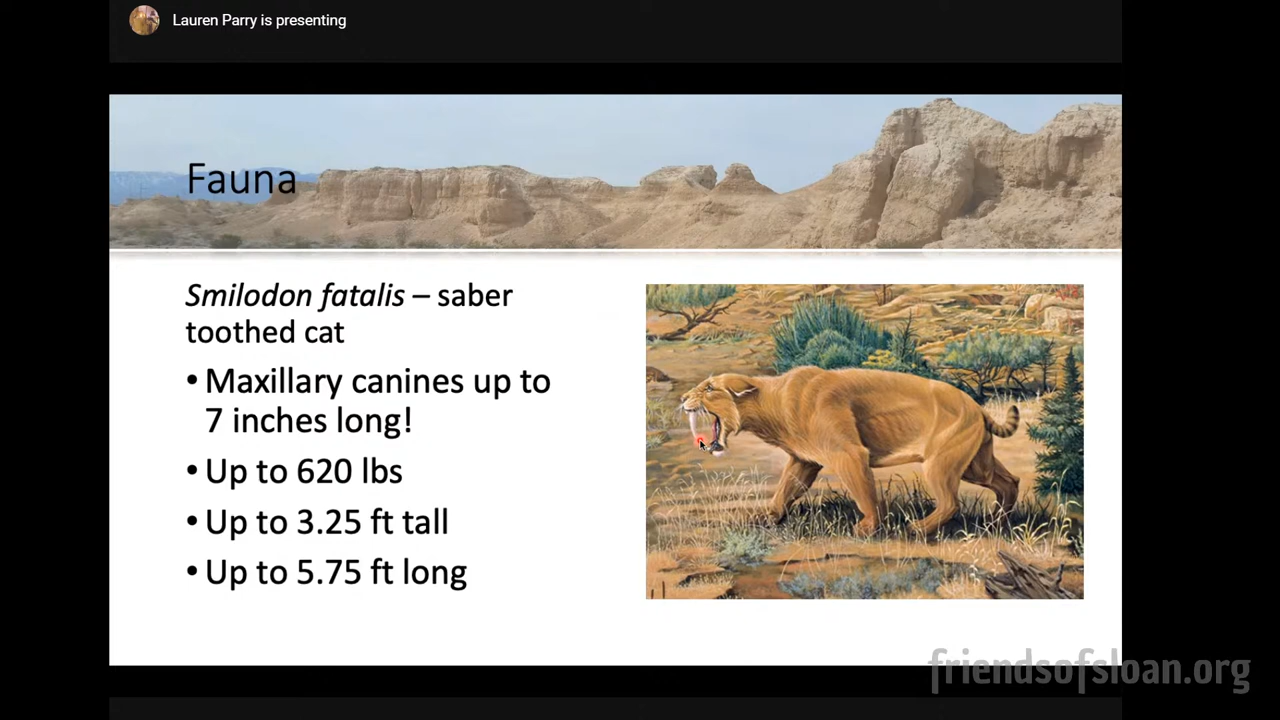 Lauren Parry is presenting
Fauna
Smilodon fatalis – saber
toothed cat
• Maxillary canines up to
7 inches long!
• Up to 620 lbs
• Up to 3.25 ft tall
• Up to 5.75 ft long
friendsofsloan.org